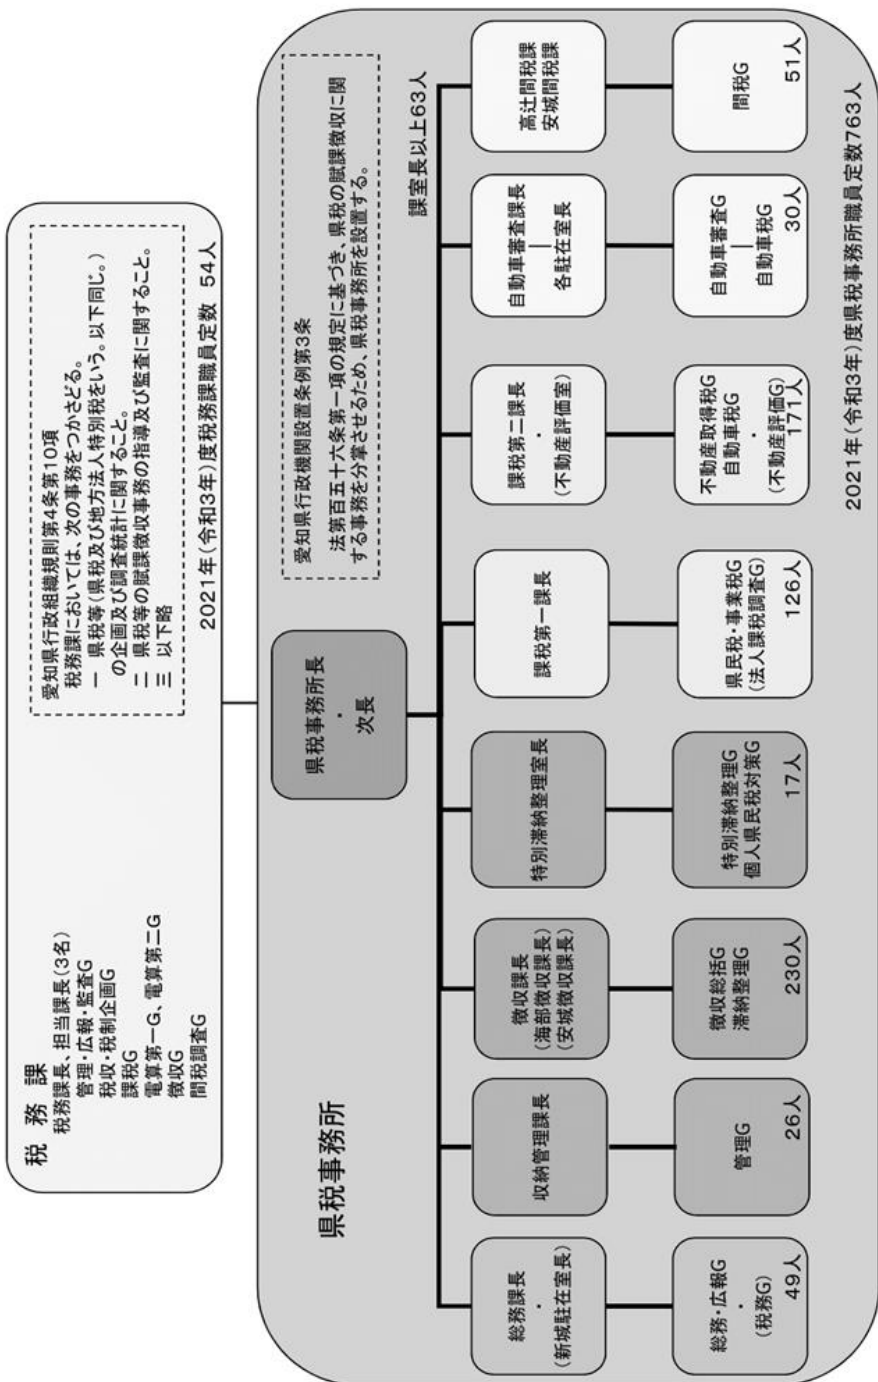 税 務 課
税務課長、担当課長(3名)
管理・広報・監査G
税収・税制企画G
課税G
電算第一G、電算第二G
徴収G
間税調査G
愛知県行政組織規則第4条第10項
税務課においては、次の事務をつかさどる。
一 県税等(県税及び地方法人特別税をいう。以下同じ。)
の企画及び調査統計に関すること。
二 県税等の賦課徴収事務の指導及び監査に関すること。
三 以下略
2021年(令和3年)度税務課職員定数 54人
県税事務所
県税事務所長
・
次長
愛知県行政機関設置条例第3条
法第百五十六条第一項の規定に基づき、県税の賦課徴収に関
する事務を分掌させるため、県税事務所を設置する。
課室長以上63人
総務課長
・
(新城駐在室長)
収納管理課長
徴収課長
(海部徴収課長)
(安城徴収課長)
特別滞納整理室長
課税第一課長
課税第二課長
・
(不動産評価室)
自動車審査課長
|
各駐在室長
高辻間税課
安城間税課
総務・広報G
・
(税務G)
49人
管理G
26人
徴収総括G
滞納整理G
230人
特別滞納整理G
個人県民税対策G
17人
県民税・事業税G
(法人課税調査G)
126人
不動産取得税G
自動車税G
・
(不動産評価G)
171人
自動車審査G
|
自動車税G
30人
間税G
51人
2021年(令和3年)度県税事務所職員定数763人